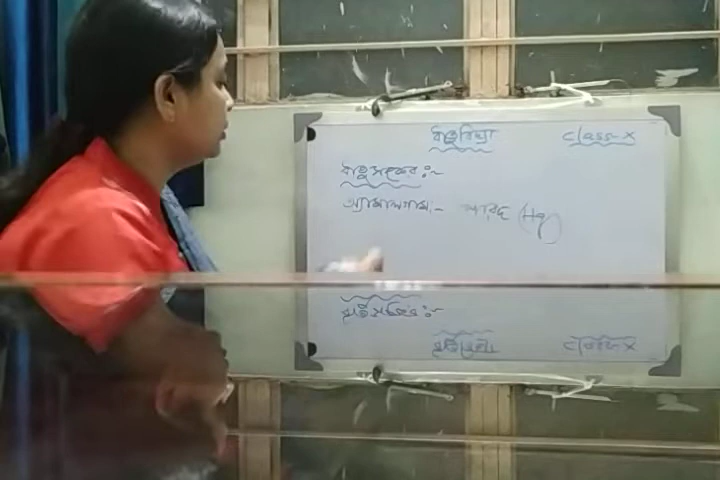 ধাতুবিদ্যা Class-X
ধাতুসংকর :~
অ্যামালগাম:- পারদ (Hg)